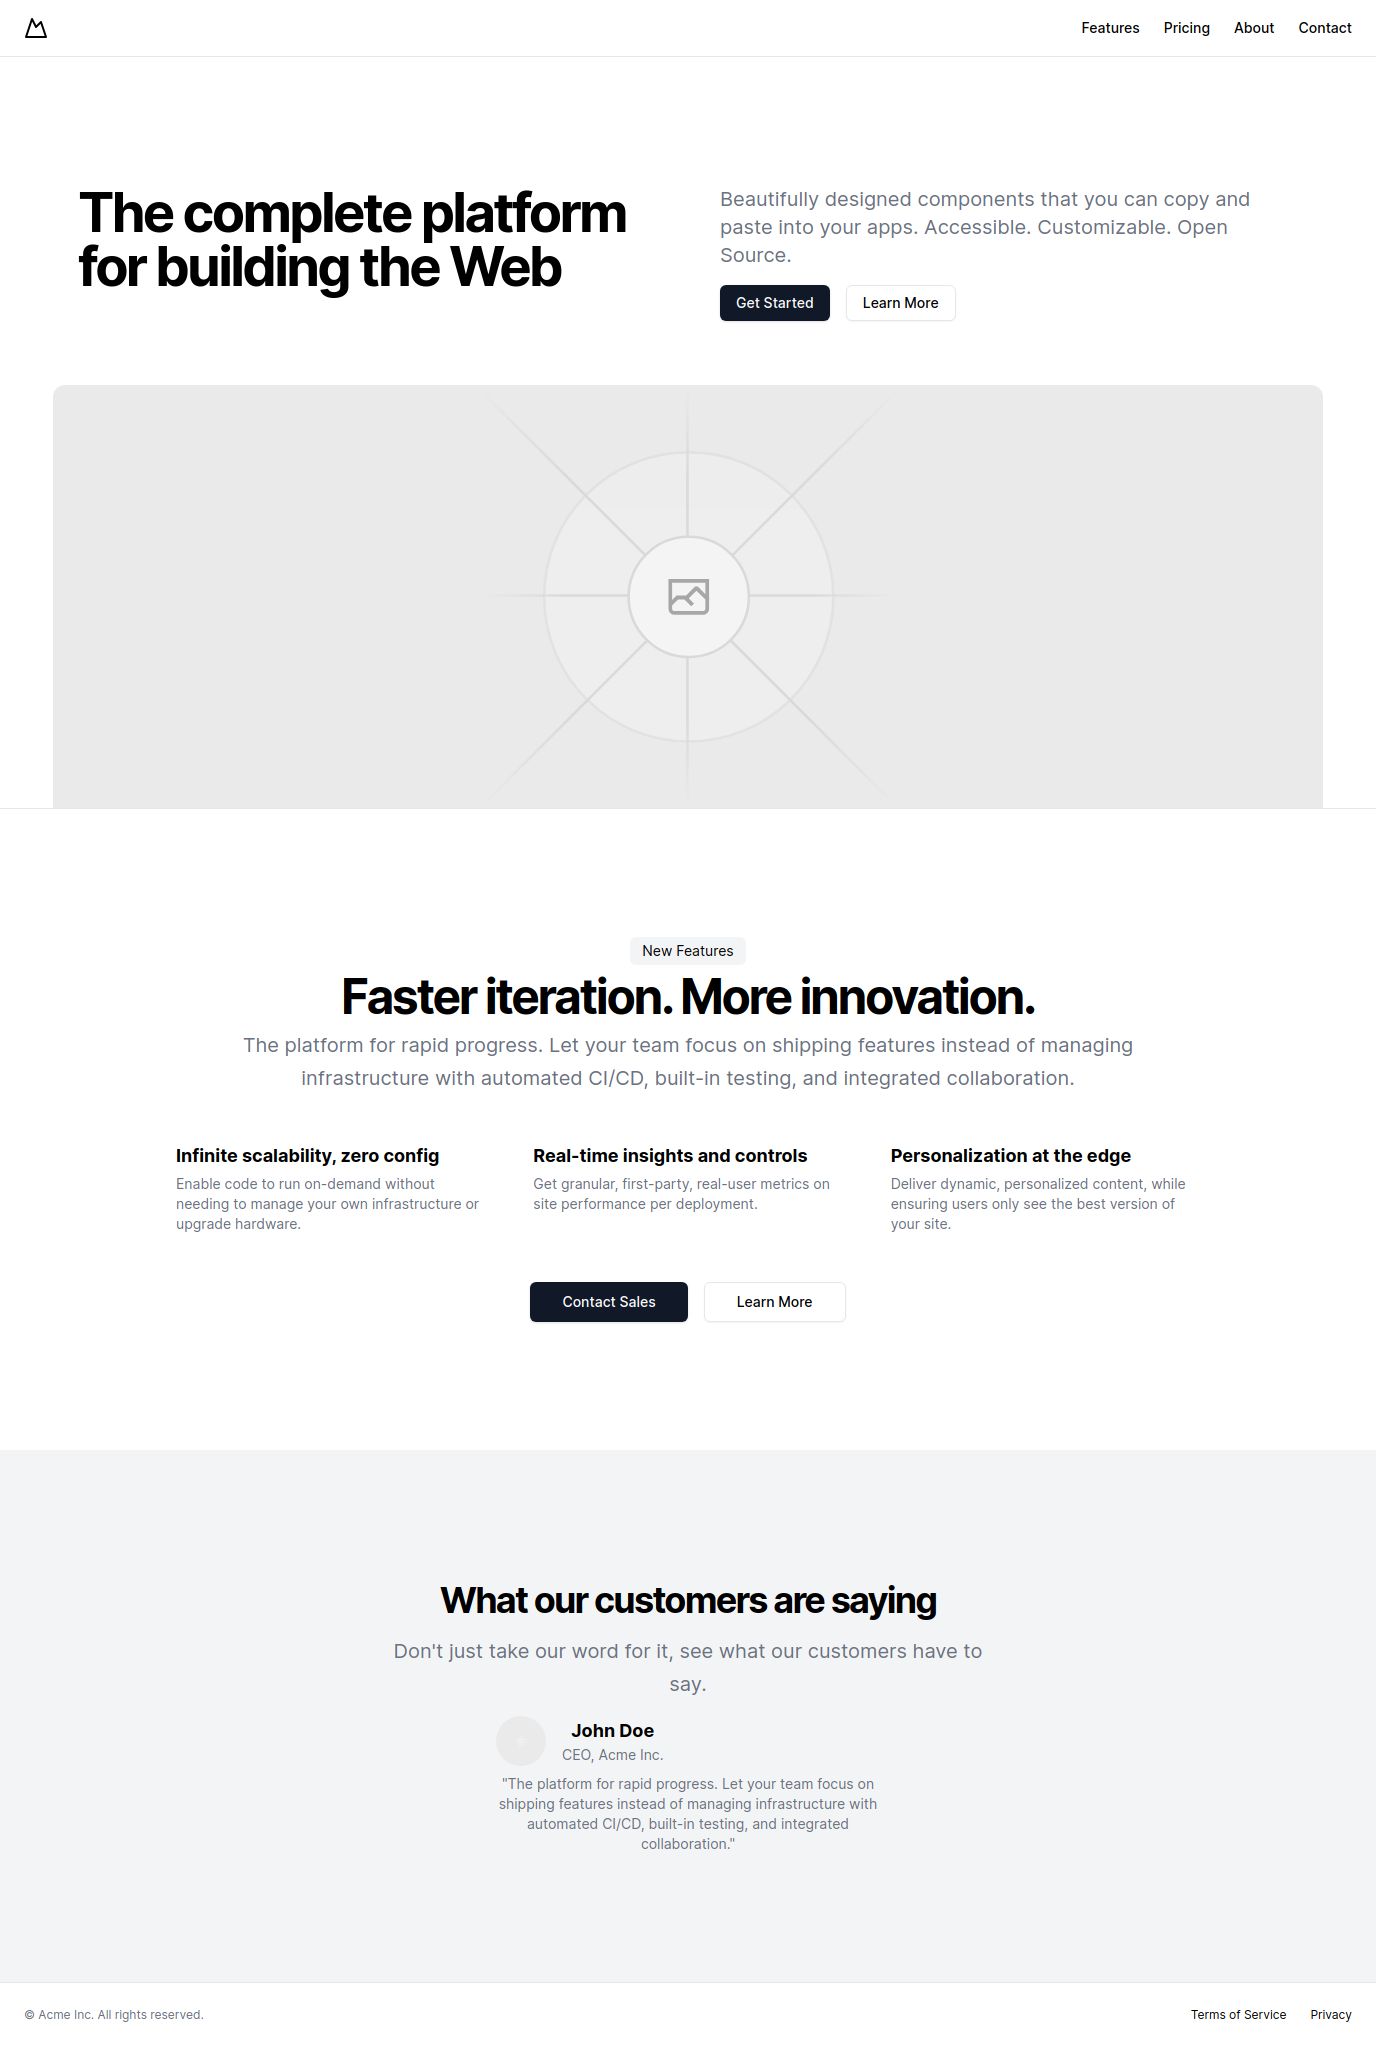 Features Pricing About Contact
The complete platform
for building the Web
Beautifully designed components that you can copy and
paste into your apps. Accessible. Customizable. Open
Source.
Get Started Learn More
New Features
Faster iteration. More innovation.
The platform for rapid progress. Let your team focus on shipping features instead of managing
infrastructure with automated CI/CD, built-in testing, and integrated collaboration.
Infinite scalability, zero config
Enable code to run on-demand without
needing to manage your own infrastructure or
upgrade hardware.
Real-time insights and controls
Get granular, first-party, real-user metrics on
site performance per deployment.
Personalization at the edge
Deliver dynamic, personalized content, while
ensuring users only see the best version of
your site.
Contact Sales Learn More
What our customers are saying
Don't just take our word for it, see what our customers have to
say.
John Doe
CEO, Acme Inc.
"The platform for rapid progress. Let your team focus on
shipping features instead of managing infrastructure with
automated CI/CD, built-in testing, and integrated
collaboration."
© Acme Inc. All rights reserved.
Terms of Service Privacy